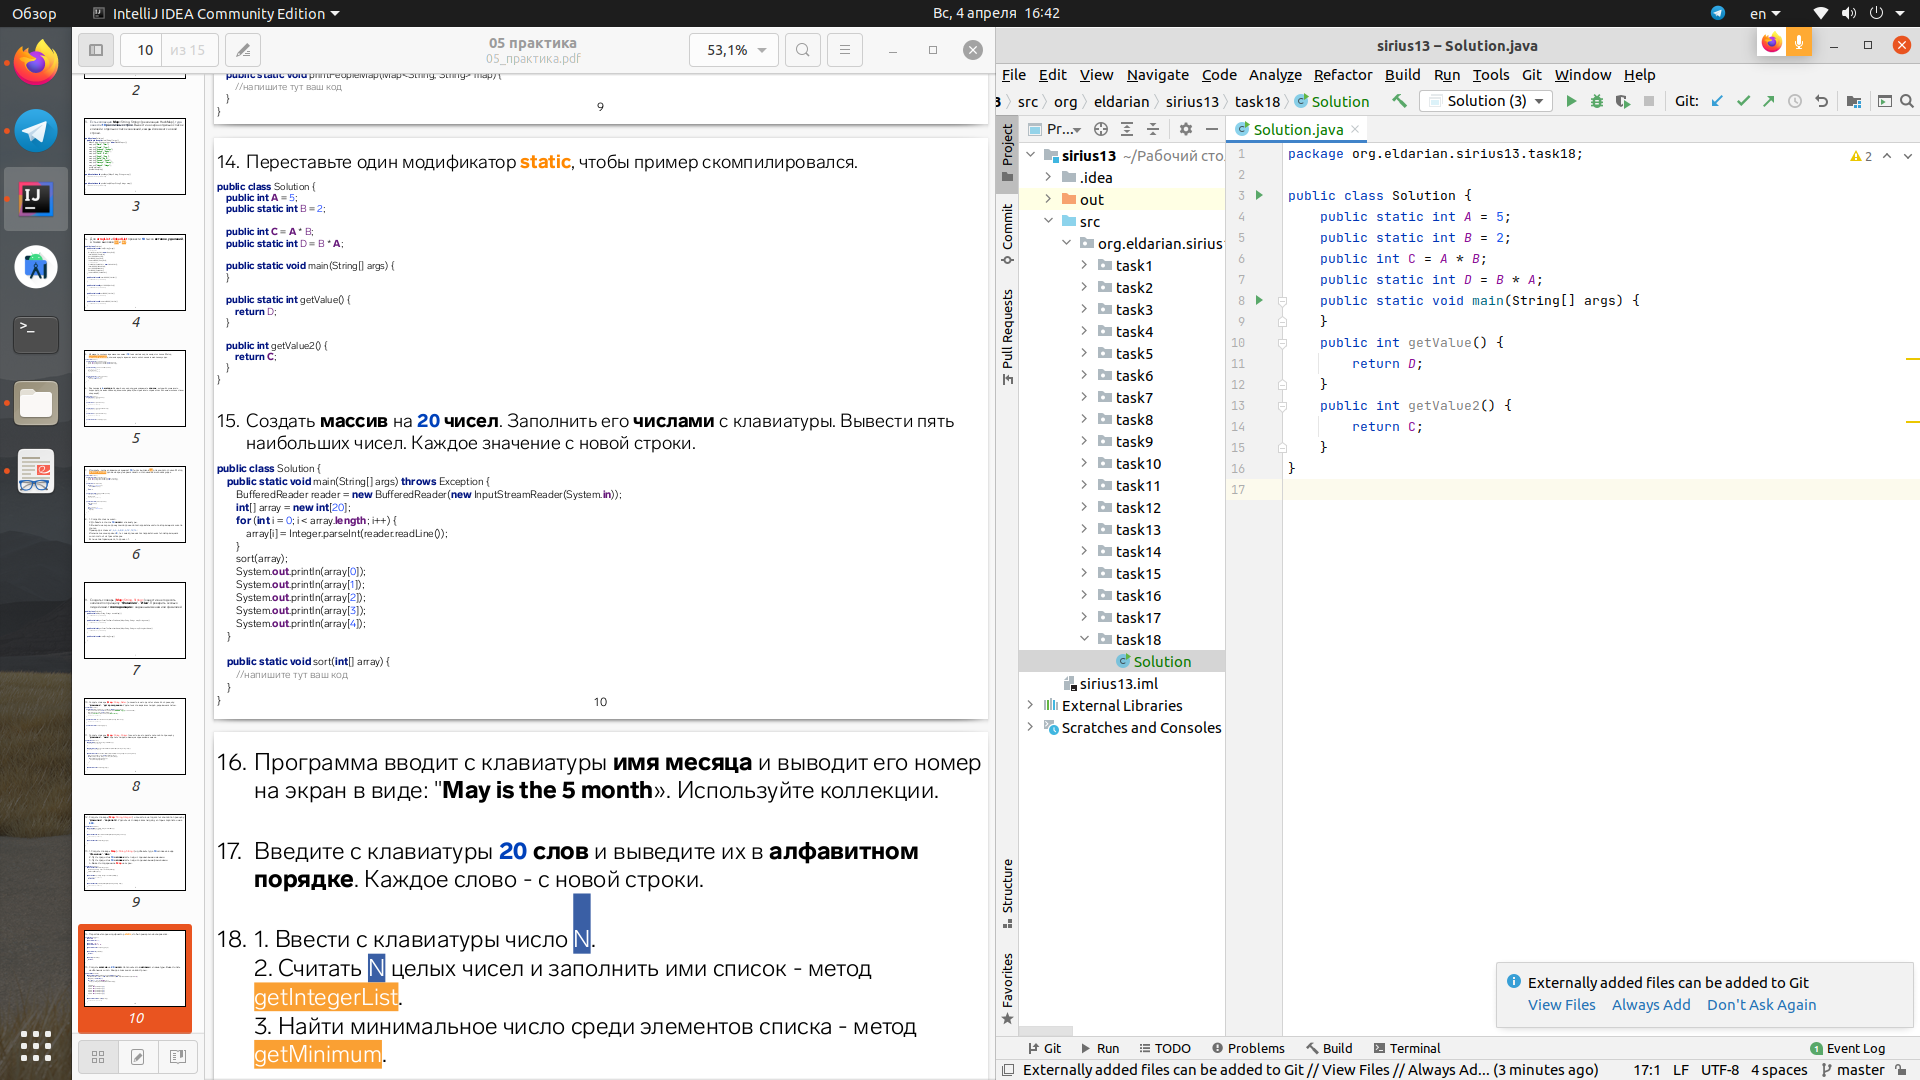 Обзор
IntelliJ IDEA Community Edition
Вс, 4 апреля 16:42
en
10
из 15
05 практика
05_практика.pdf
53,1%
2
3
4
5
6
7
8
9
10
public static void printPeopleMap(Map<String, String> map){
//напишите тут ваш код
}
}
9
14. Переставьте один модификатор static, чтобы пример скомпилировался.
public class Solution {
public int A = 5;
public static int B = 2;
public int C = A * B;
public static int D = B * A;
public static void main(String[] args) {
}
public static int getValue() {
return D;
}
public int getValue2() {
return C;
}
}
15. Создать массив на 20 чисел. Заполнить его числами с клавиатуры. Вывести пять
наибольших чисел. Каждое значение с новой строки.
public class Solution {
public static void main(String[] args) throws Exception {
BufferedReader reader = new BufferedReader(new InputStreamReader(System.in));
int[] array = new int[20];
for (int i = 0; i < array.length; i++) {
array[i] = Integer.parseInt(reader.readLine());
}
sort(array);
System.out.println(array[0]);
System.out.println(array[1]);
System.out.println(array[2]);
System.out.println(array[3]);
System.out.println(array[4]);
}
public static void sort(int[] array) {
//напишите тут ваш код
}
}
10
16. Программа вводит с клавиатуры имя месяца и выводит его номер
на экран в виде: "May is the 5 month». Используйте коллекции.
17. Введите с клавиатуры 20 слов и выведите их в алфавитном
порядке. Каждое слово - с новой строки.
18. 1. Ввести с клавиатуры число N.
2. Считать N целых чисел и заполнить ими список - метод
getIntegerList.
3. Найти минимальное число среди элементов списка - метод
getMinimum.
sirius13 – Solution.java
File Edit View Navigate Code Analyze Refactor Build Run Tools Git Window Help
3 src org eldarian sirius13 task18 Solution
Solution (3)
Git:
Project
Commit
Pull Requests
Structure
Favorites
Pr...
Solution.java
sirius13 ~/Рабочий сто
.idea
out
src
org.eldarian.sirius
task1
task2
task3
task4
task5
task6
task7
task8
task9
task10
task11
task12
task13
task14
task15
task16
task17
task18
Solution
sirius13.iml
External Libraries
Scratches and Consoles
2
1 package org.eldarian.sirius13.task18;
2
3 public class Solution {
4 public static int A = 5;
5 public static int B = 2;
6 public int C = A * B;
7 public static int D = B * A;
8 public static void main(String[] args) {
9 }
10 public int getValue() {
11 return D;
12 }
13 public int getValue2() {
14 return C;
15 }
16 }
17
Externally added files can be added to Git
View Files Always Add Don't Ask Again
Git Run TODO Problems Build Terminal
1 Event Log
Externally added files can be added to Git // View Files // Always Ad... (3 minutes ago)
17:1 LF UTF-8 4 spaces master